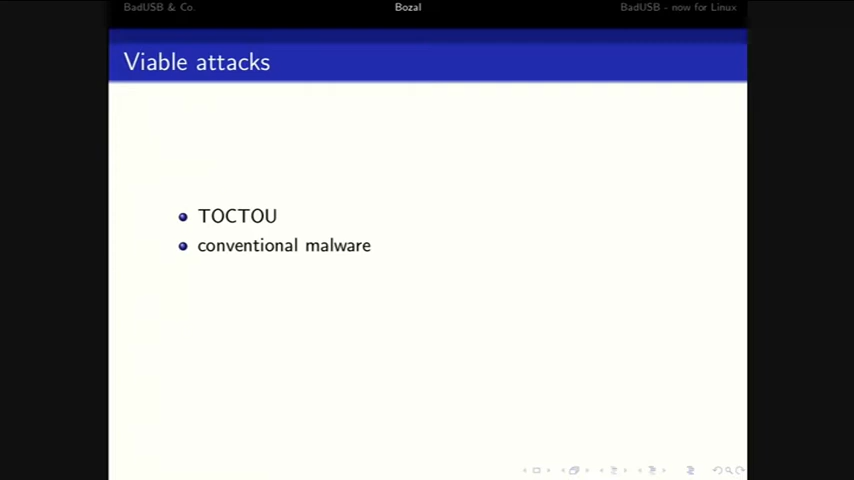 BadUSB & Co.
Bozal
BadUSB - now for Linux
Viable attacks
TOCTOU
conventional malware